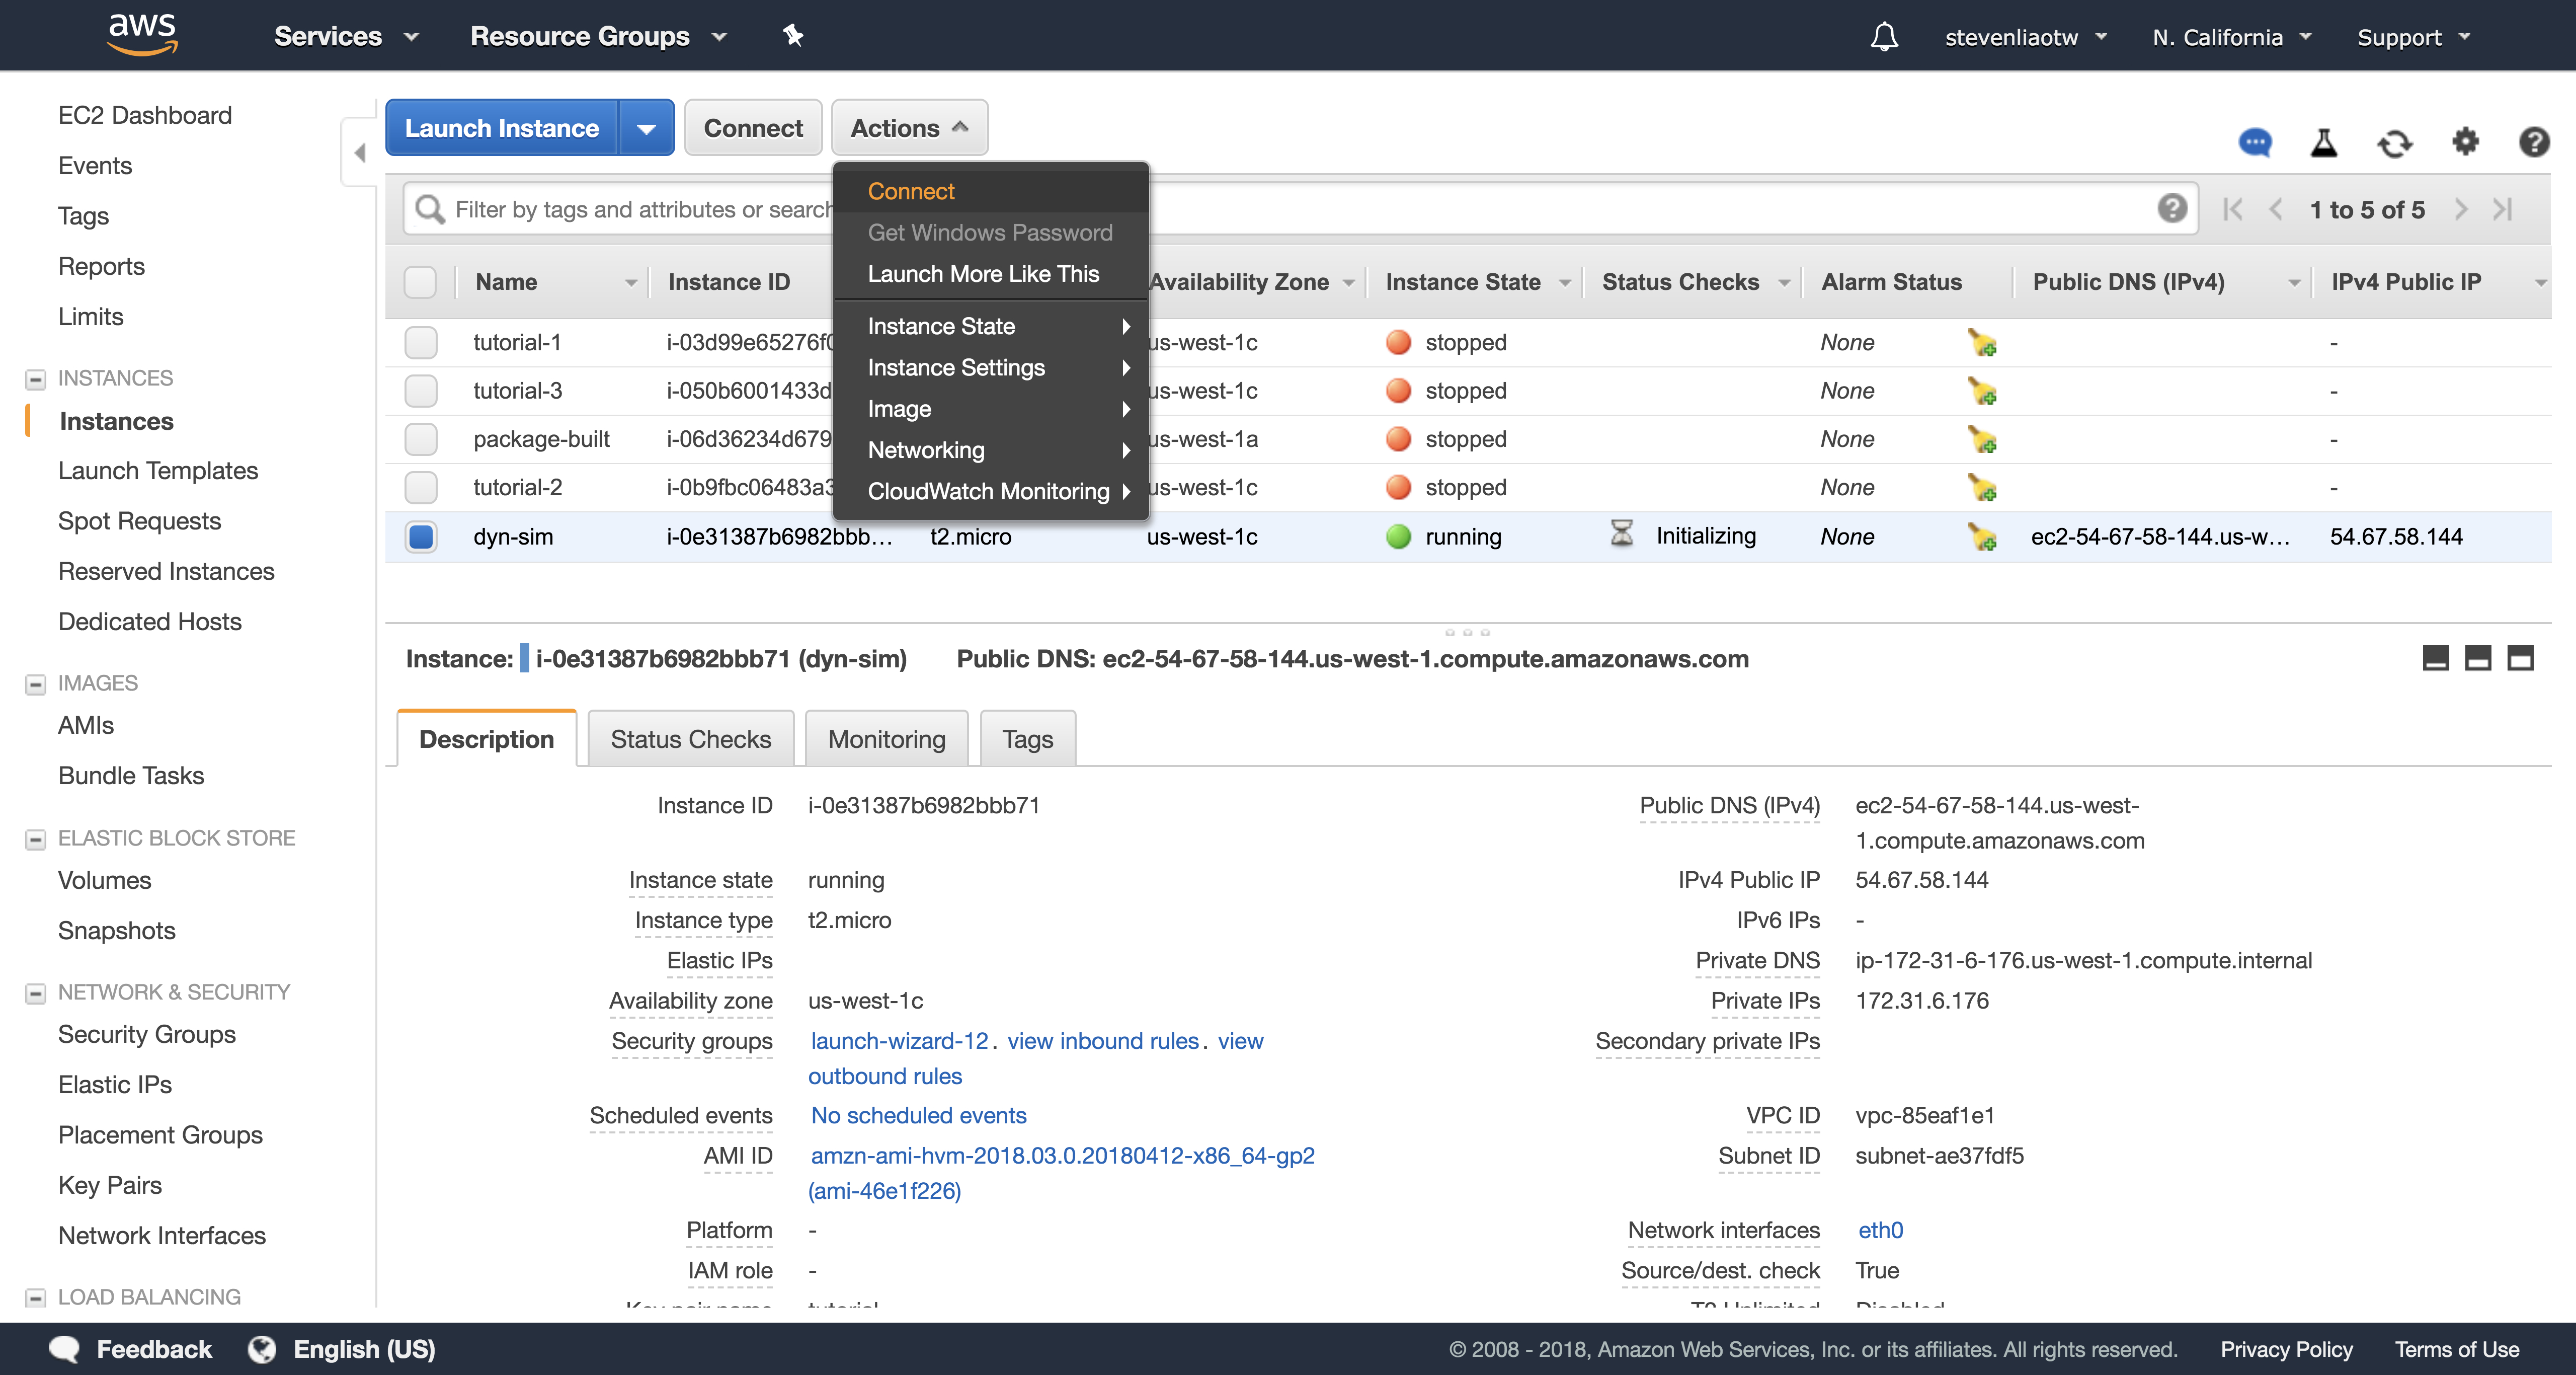 aws Services Resource Groups stevenliaotw N. California Support
EC2 Dashboard
Events
Tags
Reports
Limits
INSTANCES
Instances
Launch Templates
Spot Requests
Reserved Instances
Dedicated Hosts
IMAGES
AMIs
Bundle Tasks
ELASTIC BLOCK STORE
Volumes
Snapshots
NETWORK & SECURITY
Security Groups
Elastic IPs
Placement Groups
Key Pairs
Network Interfaces
LOAD BALANCING
Launch Instance Connect Actions
Connect
Get Windows Password
Launch More Like This
Instance State
Instance Settings
Image
Networking
CloudWatch Monitoring
Filter by tags and attributes or search 1 to 5 of 5
Name Instance ID Availability Zone Instance State Status Checks Alarm Status Public DNS (IPv4) IPv4 Public IP
tutorial-1 i-03d99e65276f0 us-west-1c stopped None -
tutorial-3 i-050b6001433d us-west-1c stopped None -
package-built i-06d36234d679 us-west-1a stopped None -
tutorial-2 i-0b9fbc06483a3 us-west-1c stopped None -
dyn-sim i-0e31387b6982bbb... t2.micro us-west-1c running Initializing None ec2-54-67-58-144.us-w... 54.67.58.144
Instance: i-0e31387b6982bbb71 (dyn-sim) Public DNS: ec2-54-67-58-144.us-west-1.compute.amazonaws.com
Description Status Checks Monitoring Tags
Instance ID i-0e31387b6982bbb71
Instance state running
Instance type t2.micro
Elastic IPs
Availability zone us-west-1c
Security groups launch-wizard-12. view inbound rules. view
outbound rules
Scheduled events No scheduled events
AMI ID amzn-ami-hvm-2018.03.0.20180412-x86_64-gp2
(ami-46e1f226)
Platform -
IAM role -
Key pair name tutorial
Public DNS (IPv4) ec2-54-67-58-144.us-west-
1.compute.amazonaws.com
IPv4 Public IP 54.67.58.144
IPv6 IPs -
Private DNS ip-172-31-6-176.us-west-1.compute.internal
Private IPs 172.31.6.176
Secondary private IPs
VPC ID vpc-85eaf1e1
Subnet ID subnet-ae37fdf5
Network interfaces eth0
Source/dest. check True
T2 Unlimited Disabled
Feedback English (US) © 2008 - 2018, Amazon Web Services, Inc. or its affiliates. All rights reserved. Privacy Policy Terms of Use